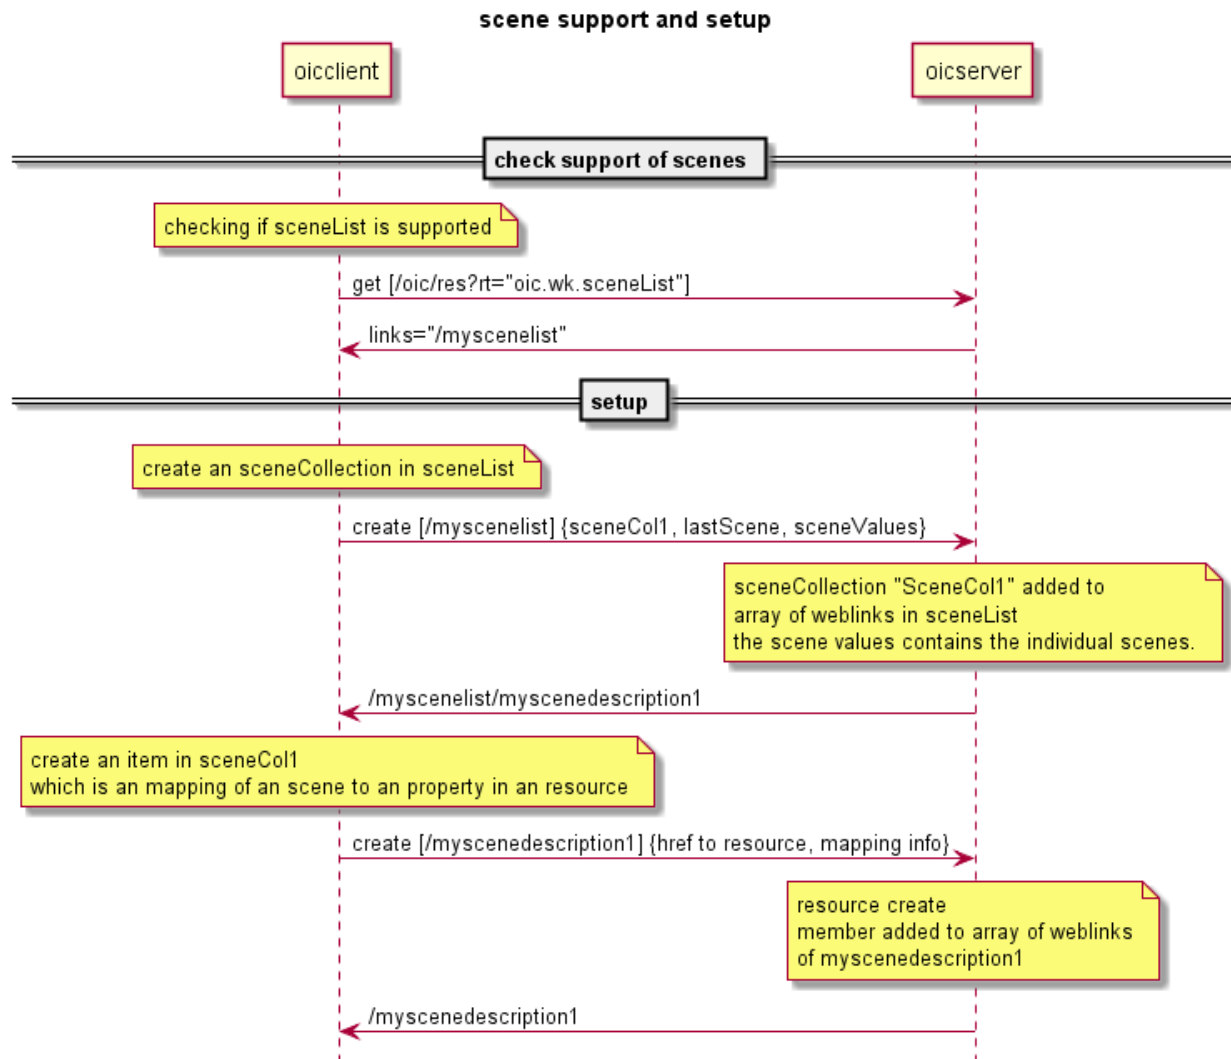 scene support and setup
oicclient
oicserver
check support of scenes
checking if sceneList is supported
get [/oic/res?rt="oic.wk.sceneList"]
links="/myscenelist"
setup
create an sceneCollection in sceneList
create [/myscenelist] {sceneCol1, lastScene, sceneValues}
sceneCollection "SceneCol1" added to
array of weblinks in sceneList
the scene values contains the individual scenes.
/myscenelist/myscenedescription1
create an item in sceneCol1
which is an mapping of an scene to an property in an resource
create [/myscenedescription1] {href to resource, mapping info}
resource create
member added to array of weblinks
of myscenedescription1
/myscenedescription1